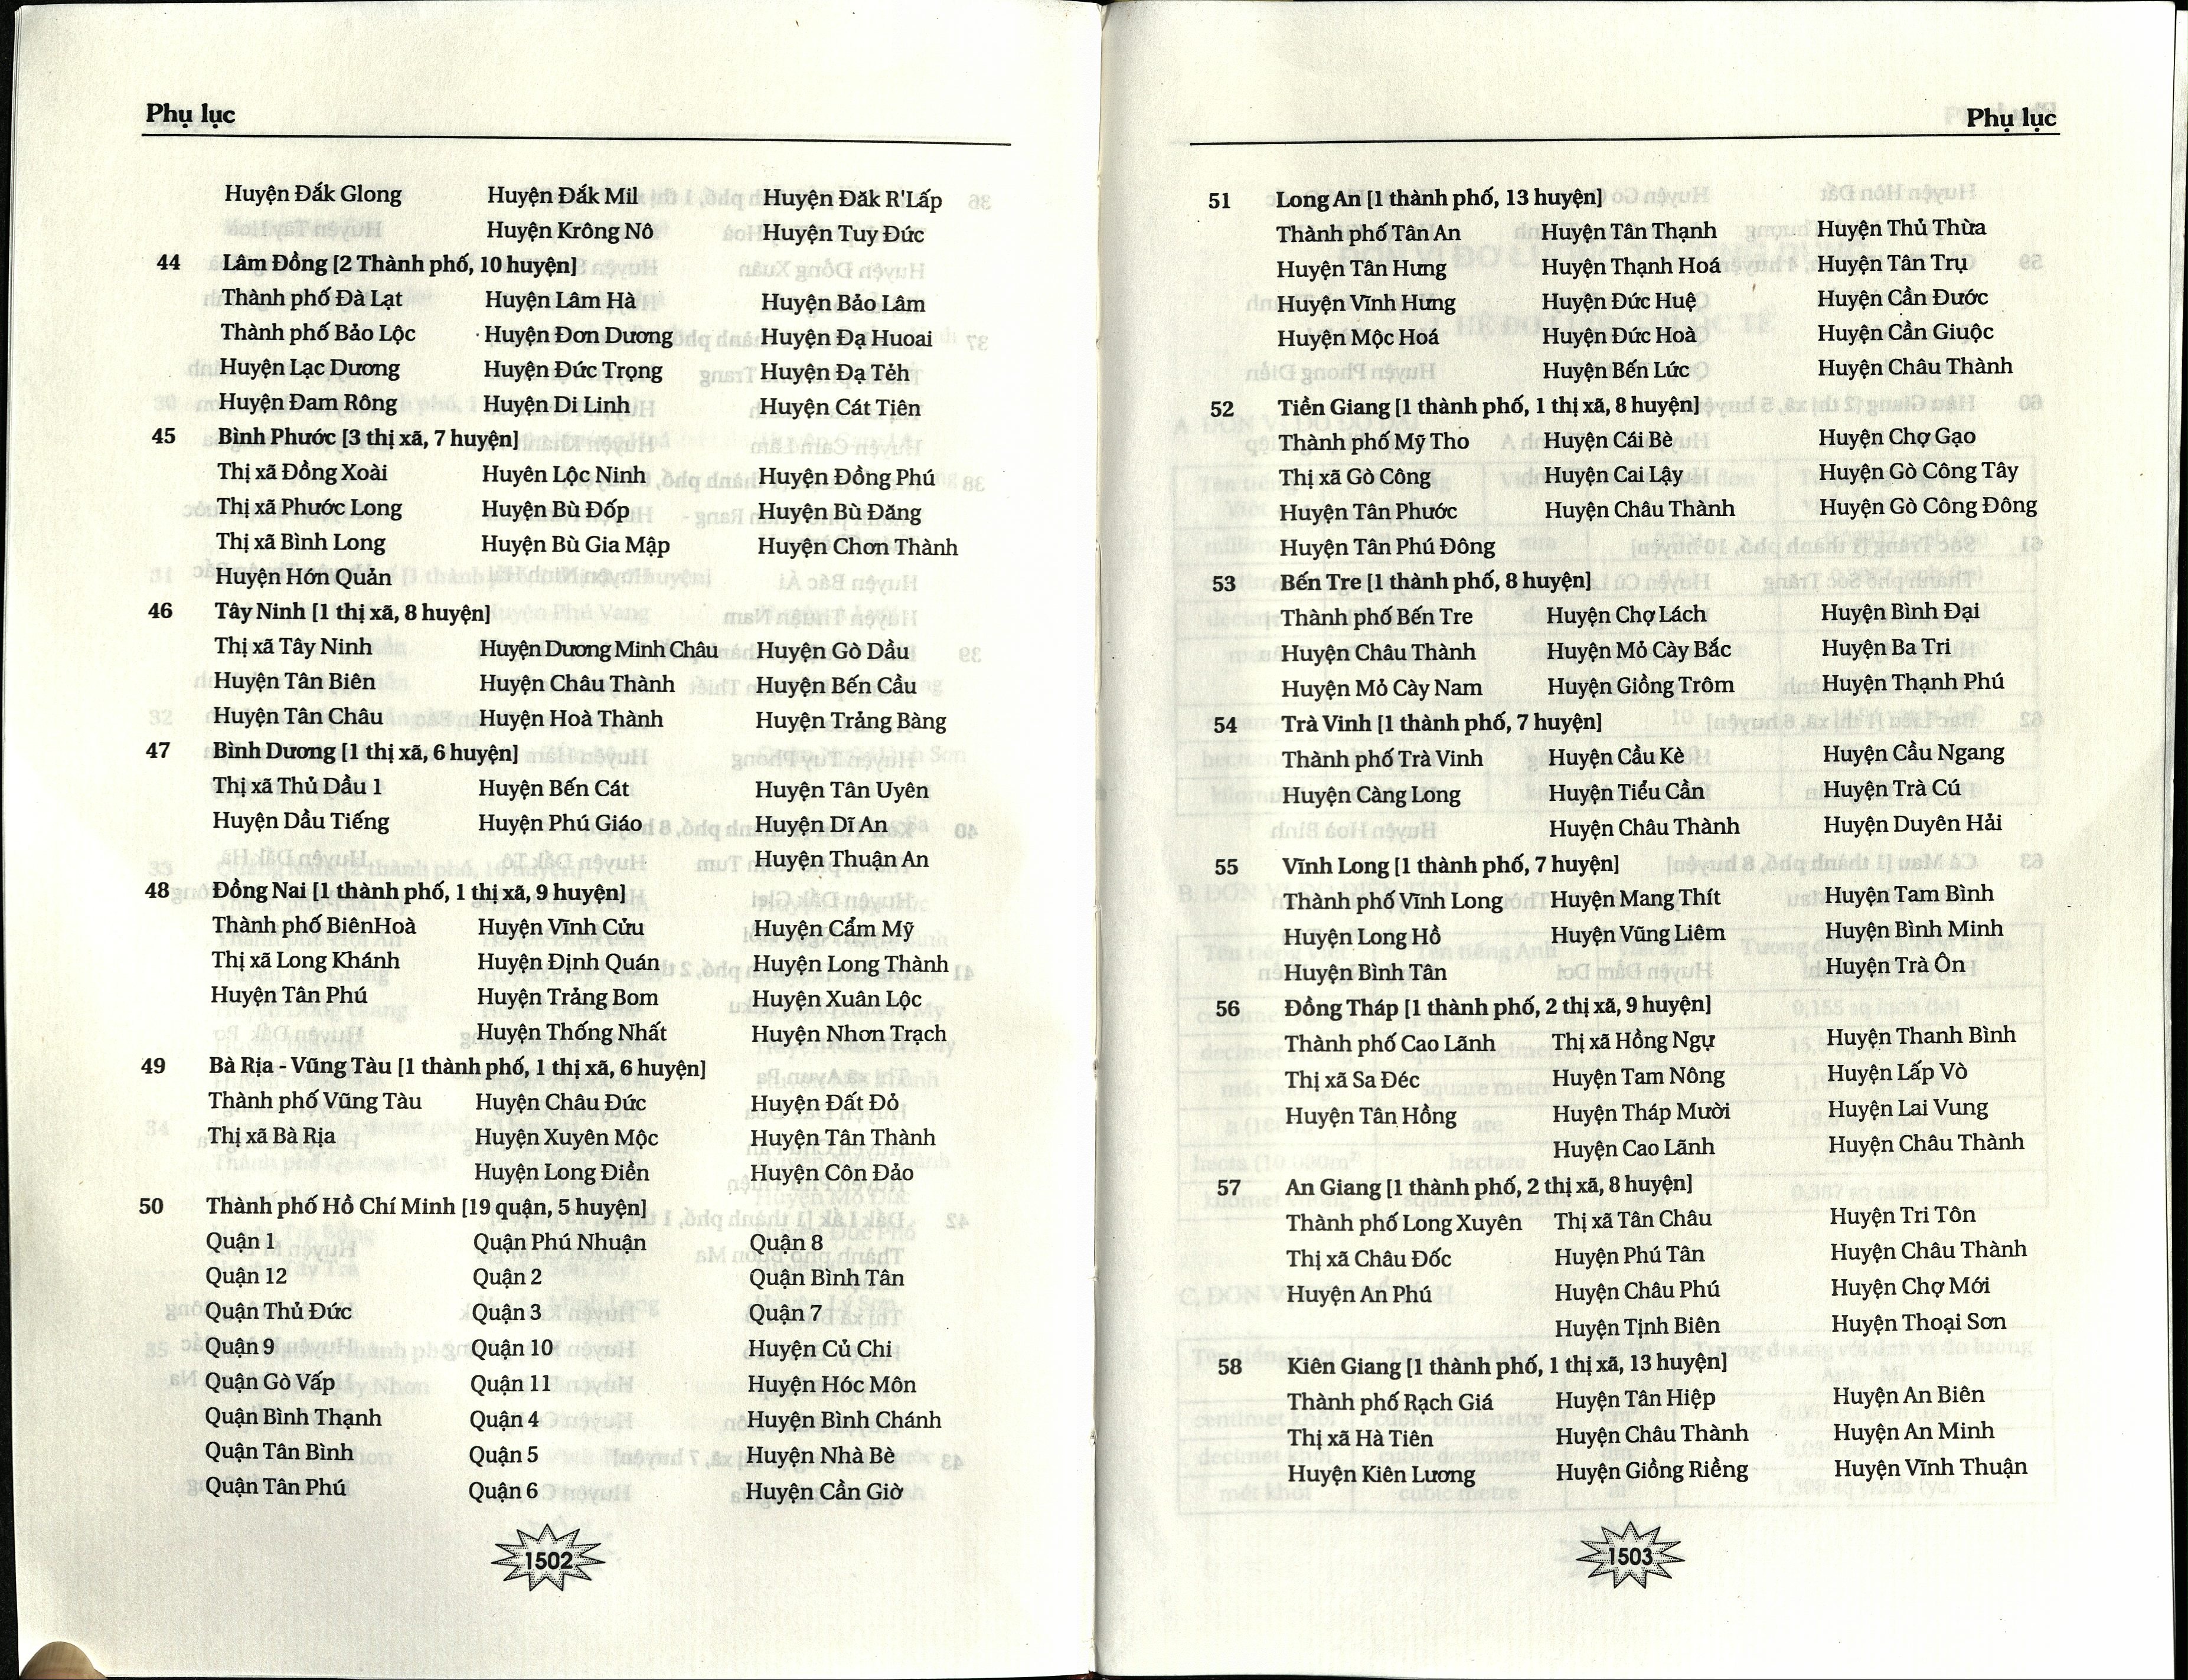 Phụ lục
Huyện Đắk Glong Huyện Đắk Mil Huyện Đăk R'Lấp
Huyện Krông Nô Huyện Tuy Đức
44 Lâm Đồng [2 Thành phố, 10 huyện]
Thành phố Đà Lạt Huyện Lâm Hà Huyện Bảo Lâm
Thành phố Bảo Lộc Huyện Đơn Dương Huyện Đạ Huoai
Huyện Lạc Dương Huyện Đức Trọng Huyện Đạ Tẻh
Huyện Đam Rông Huyện Di Linh Huyện Cát Tiên
45 Bình Phước [3 thị xã, 7 huyện]
Thị xã Đồng Xoài Huyên Lộc Ninh Huyện Đồng Phú
Thị xã Phước Long Huyện Bù Đốp Huyện Bù Đăng
Thị xã Bình Long Huyện Bù Gia Mập Huyện Chơn Thành
Huyện Hớn Quản
46 Tây Ninh [1 thị xã, 8 huyện]
Thị xã Tây Ninh Huyện Dương Minh Châu Huyện Gò Dầu
Huyện Tân Biên Huyện Châu Thành Huyện Bến Cầu
Huyện Tân Châu Huyện Hoà Thành Huyện Trảng Bàng
47 Bình Dương [1 thị xã, 6 huyện]
Thị xã Thủ Dầu 1 Huyện Bến Cát Huyện Tân Uyên
Huyện Dầu Tiếng Huyện Phú Giáo Huyện Dĩ An
Huyện Thuận An
48 Đồng Nai [1 thành phố, 1 thị xã, 9 huyện]
Thành phố BiênHoà Huyện Vĩnh Cửu Huyện Cẩm Mỹ
Thị xã Long Khánh Huyện Định Quán Huyện Long Thành
Huyện Tân Phú Huyện Trảng Bom Huyện Xuân Lộc
Huyện Thống Nhất Huyện Nhơn Trạch
49 Bà Rịa - Vũng Tàu [1 thành phố, 1 thị xã, 6 huyện]
Thành phố Vũng Tàu Huyện Châu Đức Huyện Đất Đỏ
Thị xã Bà Rịa Huyện Xuyên Mộc Huyện Tân Thành
Huyện Long Điền Huyện Côn Đảo
50 Thành phố Hồ Chí Minh [19 quận, 5 huyện]
Quận 1 Quận Phú Nhuận Quận 8
Quận 12 Quận 2 Quận Bình Tân
Quận Thủ Đức Quận 3 Quận 7
Quận 9 Quận 10 Huyện Củ Chi
Quận Gò Vấp Quận 11 Huyện Hóc Môn
Quận Bình Thạnh Quận 4 Huyện Bình Chánh
Quận Tân Bình Quận 5 Huyện Nhà Bè
Quận Tân Phú Quận 6 Huyện Cần Giờ
1502
Phụ lục
51 Long An [1 thành phố, 13 huyện]
Thành phố Tân An Huyện Tân Thạnh Huyện Thủ Thừa
Huyện Tân Hưng Huyện Thạnh Hoá Huyện Tân Trụ
Huyện Vĩnh Hưng Huyện Đức Huệ Huyện Cần Đước
Huyện Mộc Hoá Huyện Đức Hoà Huyện Cần Giuộc
Huyện Bến Lức Huyện Châu Thành
52 Tiền Giang [1 thành phố, 1 thị xã, 8 huyện]
Thành phố Mỹ Tho Huyện Cái Bè Huyện Chợ Gạo
Thị xã Gò Công Huyện Cai Lậy Huyện Gò Công Tây
Huyện Tân Phước Huyện Châu Thành Huyện Gò Công Đông
Huyện Tân Phú Đông
53 Bến Tre [1 thành phố, 8 huyện]
Thành phố Bến Tre Huyện Chợ Lách Huyện Bình Đại
Huyện Châu Thành Huyện Mỏ Cày Bắc Huyện Ba Tri
Huyện Mỏ Cày Nam Huyện Giồng Trôm Huyện Thạnh Phú
54 Trà Vinh [1 thành phố, 7 huyện]
Thành phố Trà Vinh Huyện Cầu Kè Huyện Cầu Ngang
Huyện Càng Long Huyện Tiểu Cần Huyện Trà Cú
Huyện Châu Thành Huyện Duyên Hải
55 Vĩnh Long [1 thành phố, 7 huyện]
Thành phố Vĩnh Long Huyện Mang Thít Huyện Tam Bình
Huyện Long Hồ Huyện Vũng Liêm Huyện Bình Minh
Huyện Bình Tân Huyện Trà Ôn
56 Đồng Tháp [1 thành phố, 2 thị xã, 9 huyện]
Thành phố Cao Lãnh Thị xã Hồng Ngự Huyện Thanh Bình
Thị xã Sa Đéc Huyện Tam Nông Huyện Lấp Vò
Huyện Tân Hồng Huyện Tháp Mười Huyện Lai Vung
Huyện Cao Lãnh Huyện Châu Thành
57 An Giang [1 thành phố, 2 thị xã, 8 huyện]
Thành phố Long Xuyên Thị xã Tân Châu Huyện Tri Tôn
Thị xã Châu Đốc Huyện Phú Tân Huyện Châu Thành
Huyện An Phú Huyện Châu Phú Huyện Chợ Mới
Huyện Tịnh Biên Huyện Thoại Sơn
58 Kiên Giang [1 thành phố, 1 thị xã, 13 huyện]
Thành phố Rạch Giá Huyện Tân Hiệp Huyện An Biên
Thị xã Hà Tiên Huyện Châu Thành Huyện An Minh
Huyện Kiên Lương Huyện Giồng Riềng Huyện Vĩnh Thuận
1503